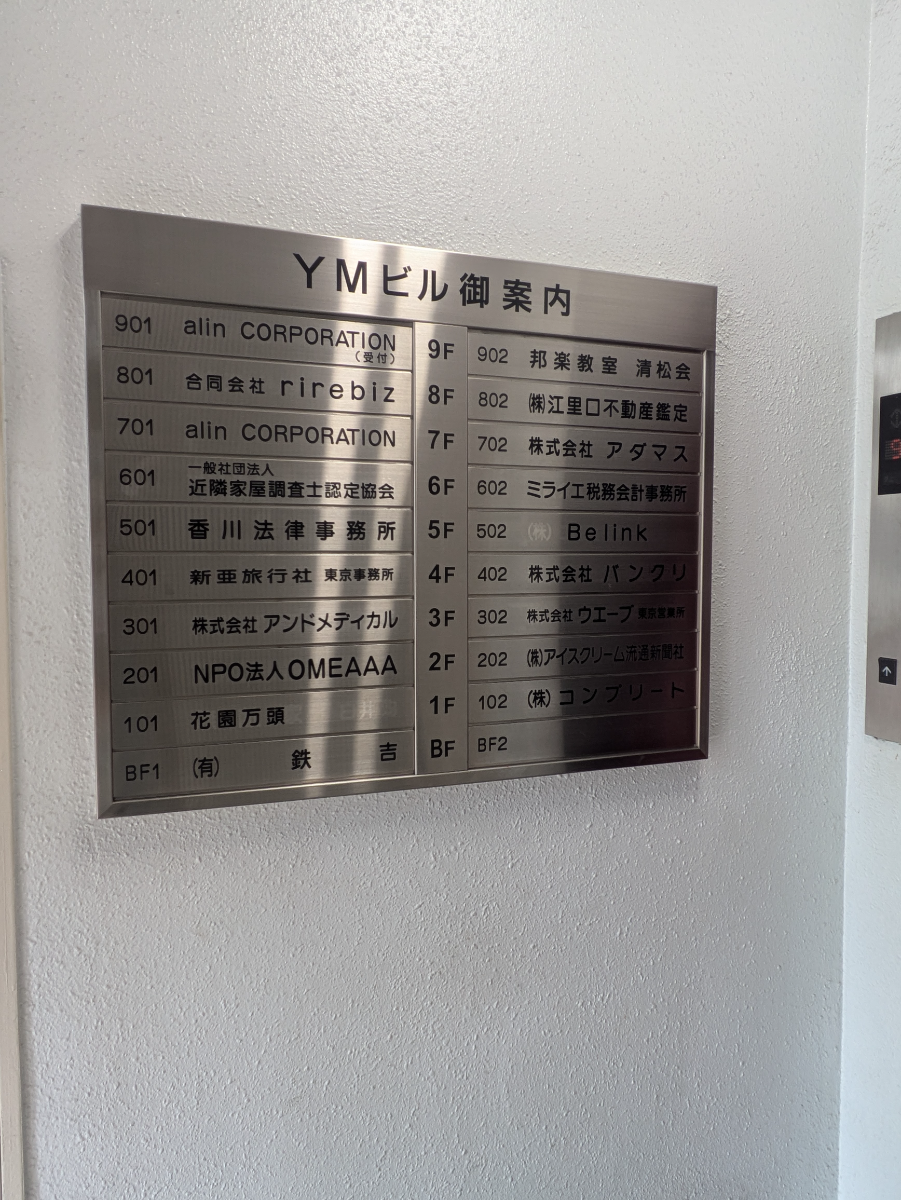 YMビル御案内
901 alin CORPORATION
(受付)
9F
902 邦楽教室 清松会
801 合同会社 rirebiz
8F
802 ㈱江里口不動産鑑定
701 alin CORPORATION
7F
702 株式会社 アダマス
601 一般社団法人
近隣家屋調査士認定協会
6F
602 ミライエ税務会計事務所
501 香川法律事務所
5F
502 ㈱ Belink
401 新亜旅行社 東京事務所
4F
402 株式会社 バンクリ
301 株式会社 アンドメディカル
3F
302 株式会社 ウエーブ 東京営業所
201 NPO法人OMEAAA
2F
202 ㈱アイスクリーム流通新聞社
101 花園万頭
1F
102 (株) コンプリート
BF1 (有) 鉄吉
BF
BF2